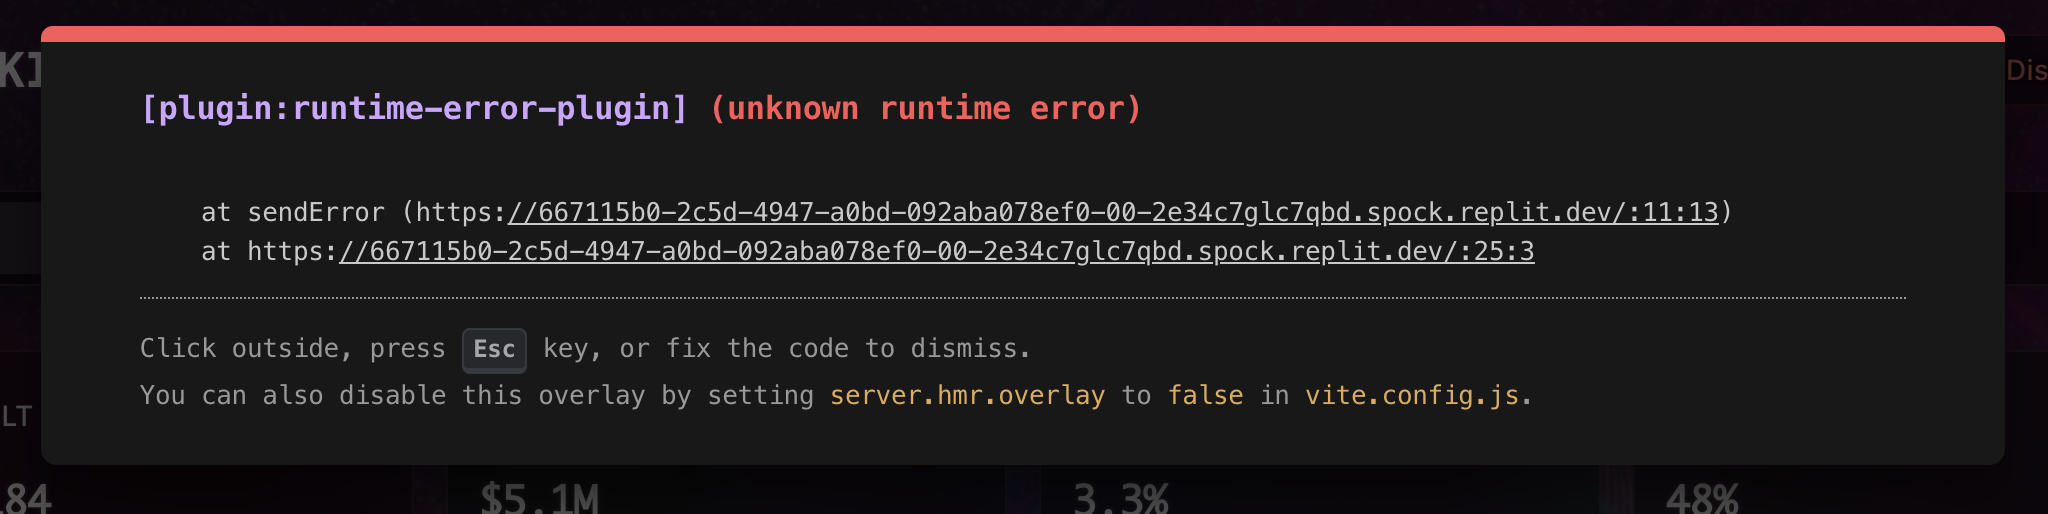 KI
Dis
[plugin:runtime-error-plugin] (unknown runtime error)
at sendError (https://667115b0-2c5d-4947-a0bd-092aba078ef0-00-2e34c7glc7qbd.spock.replit.dev/:11:13)
at https://667115b0-2c5d-4947-a0bd-092aba078ef0-00-2e34c7glc7qbd.spock.replit.dev/:25:3
Click outside, press Esc key, or fix the code to dismiss.
You can also disable this overlay by setting server.hmr.overlay to false in vite.config.js.
LT
84 $5.1M 3.3% 48%